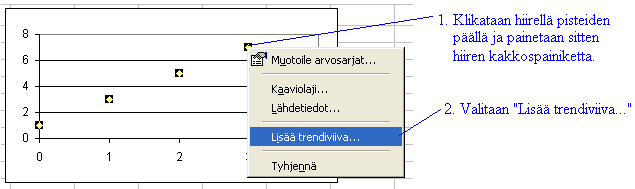 1. Klikataan hiirellä pisteiden
päällä ja painetaan sitten
hiiren kakkospainiketta.
8
6
4
2
0
0
1
2
Muotoile arvosarjat...
Kaaviolaji...
Lähdetiedot...
Lisää trendiviiva...
Tyhjennä
2. Valitaan "Lisää trendiviiva..."